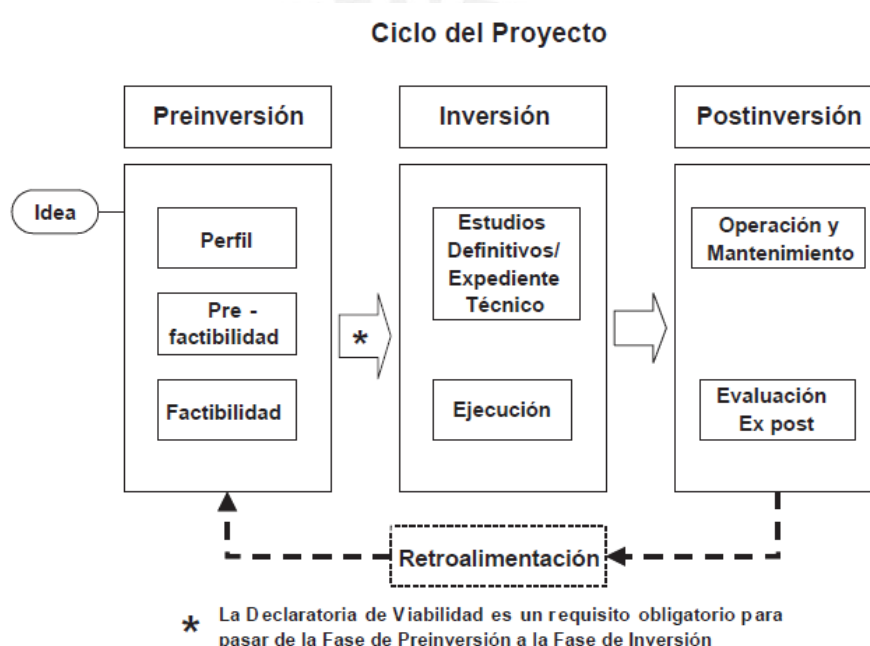 Ciclo del Proyecto
Preinversión
Inversión
Postinversión
Idea
Perfil
Pre -
factibilidad
Factibilidad
*
Estudios
Definitivos/
Expediente
Técnico
Ejecución
Operación y
Mantenimiento
Evaluación
Ex post
Retroalimentación
* La Declaratoria de Viabilidad es un requisito obligatorio para
pasar de la Fase de Preinversión a la Fase de Inversión